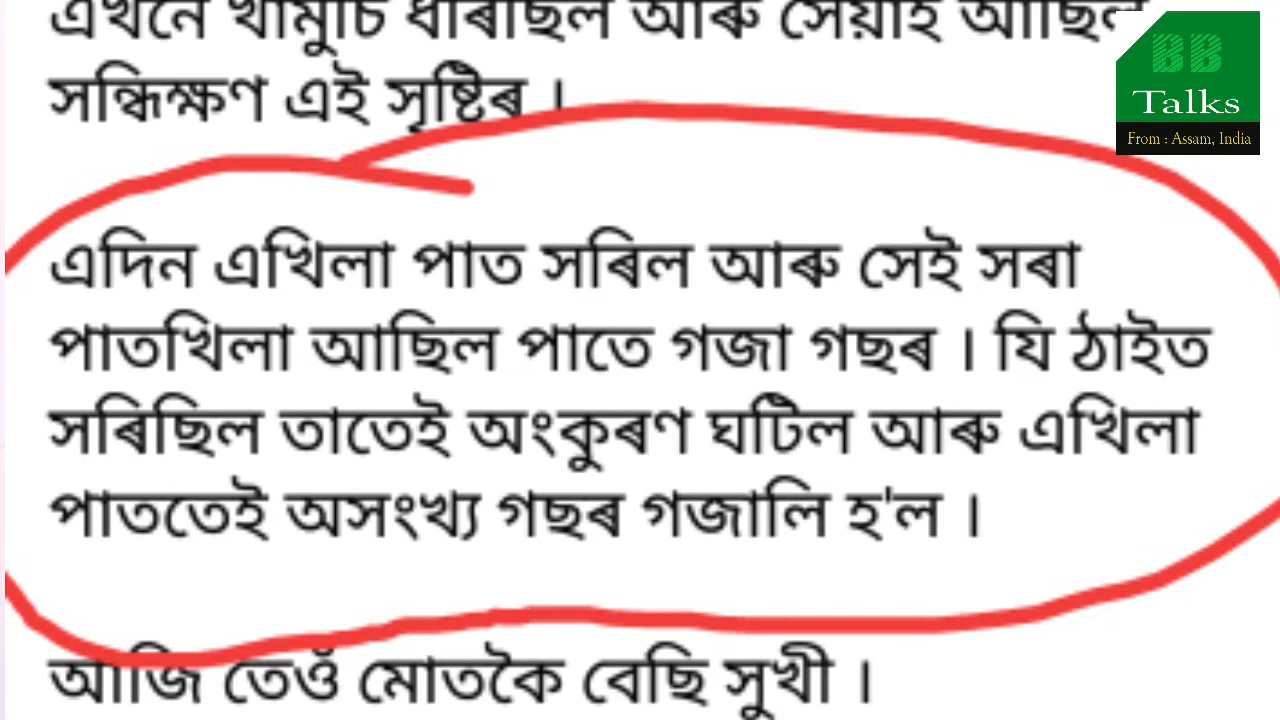 এখনে খামুচি ধৰিছিল আৰু সেয়াই আছিল
সন্ধিক্ষণ এই সৃষ্টিৰ ।
BB
Talks
From : Assam, India
এদিন এখিলা পাত সৰিল আৰু সেই সৰা
পাতখিলা আছিল পাতে গজা গছৰ । যি ঠাইত
সৰিছিল তাতেই অংকুৰণ ঘটিল আৰু এখিলা
পাততেই অসংখ্য গছৰ গজালি হ'ল ।
আজি তেওঁ মোতকৈ বেছি সুখী ।